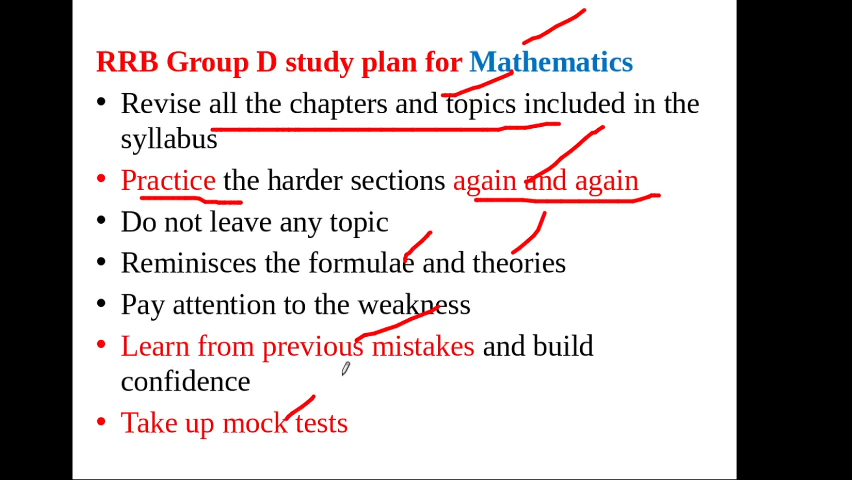 RRB Group D study plan for Mathematics
• Revise all the chapters and topics included in the
syllabus
• Practice the harder sections again and again
• Do not leave any topic
• Reminisces the formulae and theories
• Pay attention to the weakness
• Learn from previous mistakes and build
confidence
• Take up mock tests